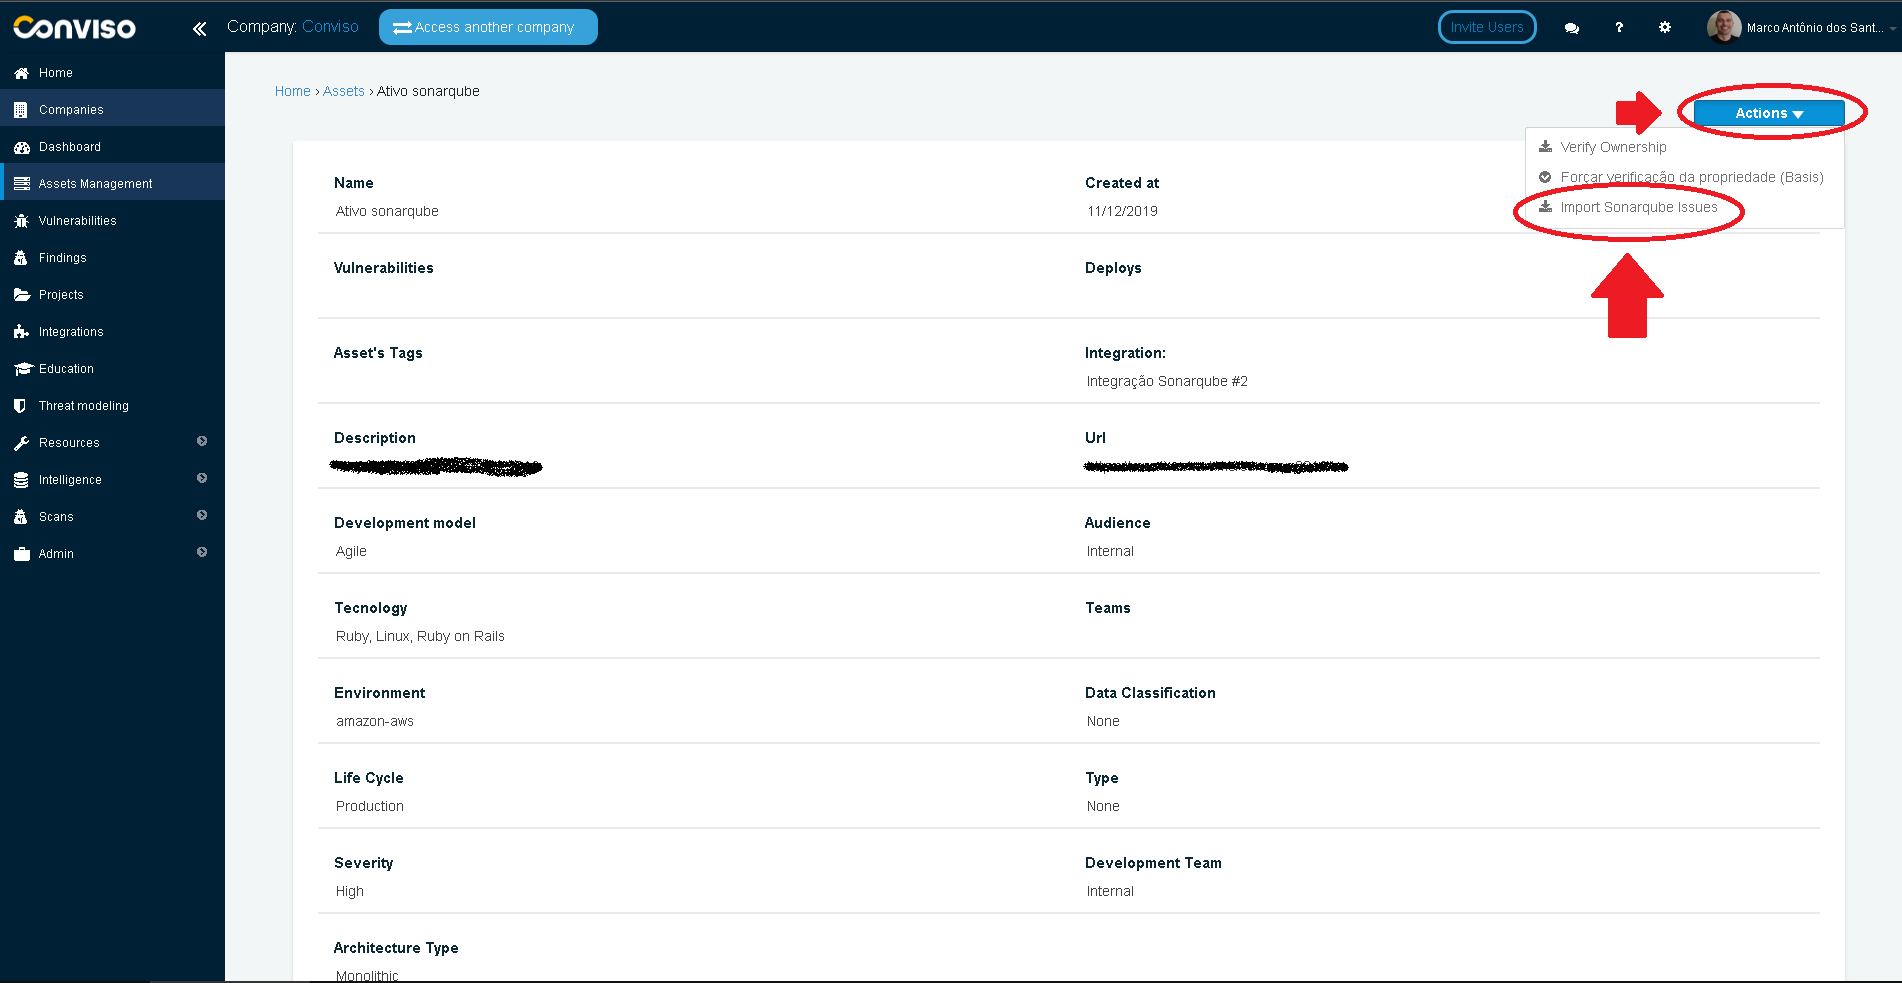 Conviso
Company: Conviso
Access another company
Invite Users
?
Marco Antônio dos Sant...
Home
Companies
Dashboard
Assets Management
Vulnerabilities
Findings
Projects
Integrations
Education
Threat modeling
Resources
Intelligence
Scans
Admin
Home › Assets › Ativo sonarqube
Actions
Verify Ownership
Forçar verificação da propriedade (Basis)
Import Sonarqube Issues
Name
Created at
Ativo sonarqube
11/12/2019
Vulnerabilities
Deploys
Asset's Tags
Integration:
Integração Sonarqube #2
Description
Url
Development model
Audience
Agile
Internal
Tecnology
Teams
Ruby, Linux, Ruby on Rails
Environment
Data Classification
amazon-aws
None
Life Cycle
Type
Production
None
Severity
Development Team
High
Internal
Architecture Type
Monolithic